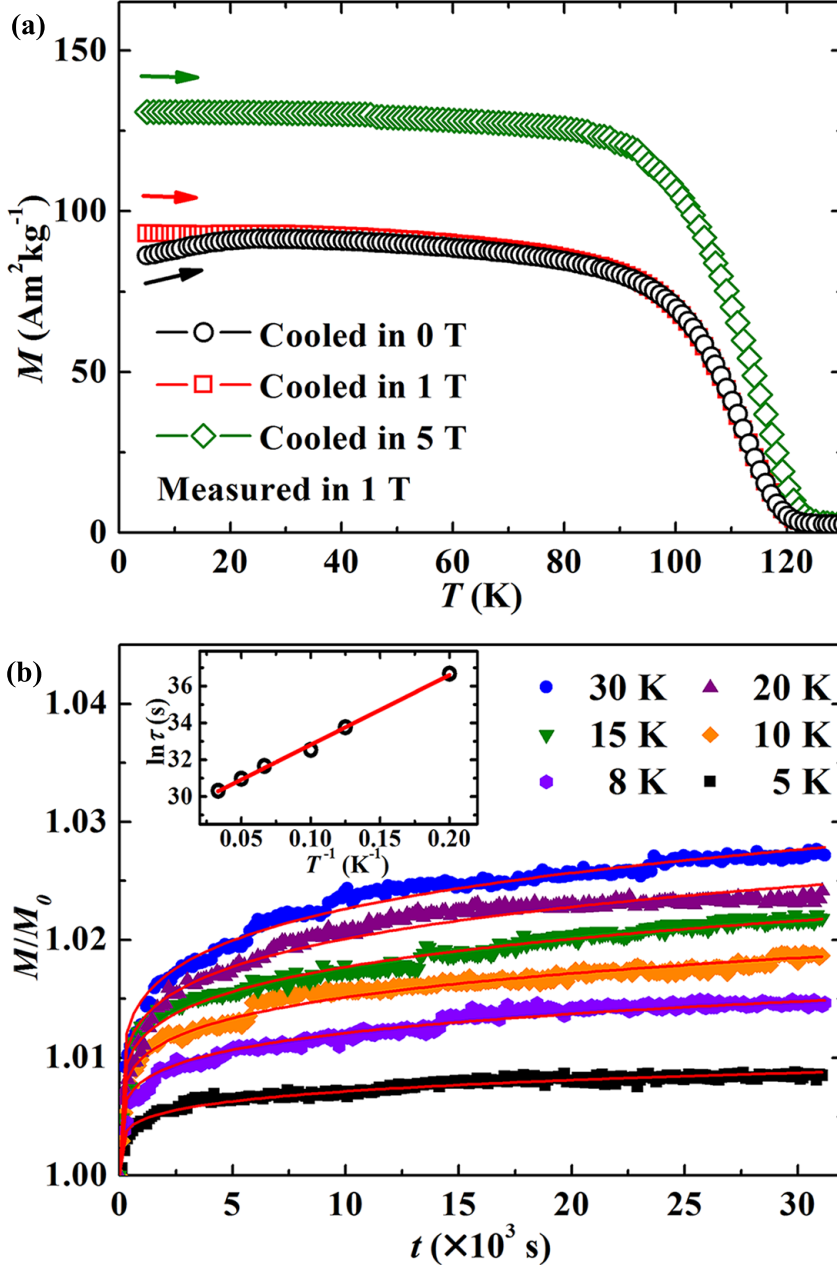 (a)
150
100
50
0
M (Am²kg⁻¹)
Cooled in 0 T
Cooled in 1 T
Cooled in 5 T
Measured in 1 T
0 20 40 60 80 100 120
T (K)
(b)
1.04
1.03
1.02
1.01
1.00
M/M₀
36
34
32
30
ln τ (s)
0.05 0.10 0.15 0.20
T⁻¹ (K⁻¹)
30 K 20 K
15 K 10 K
8 K 5 K
0 5 10 15 20 25 30
t (×10³ s)